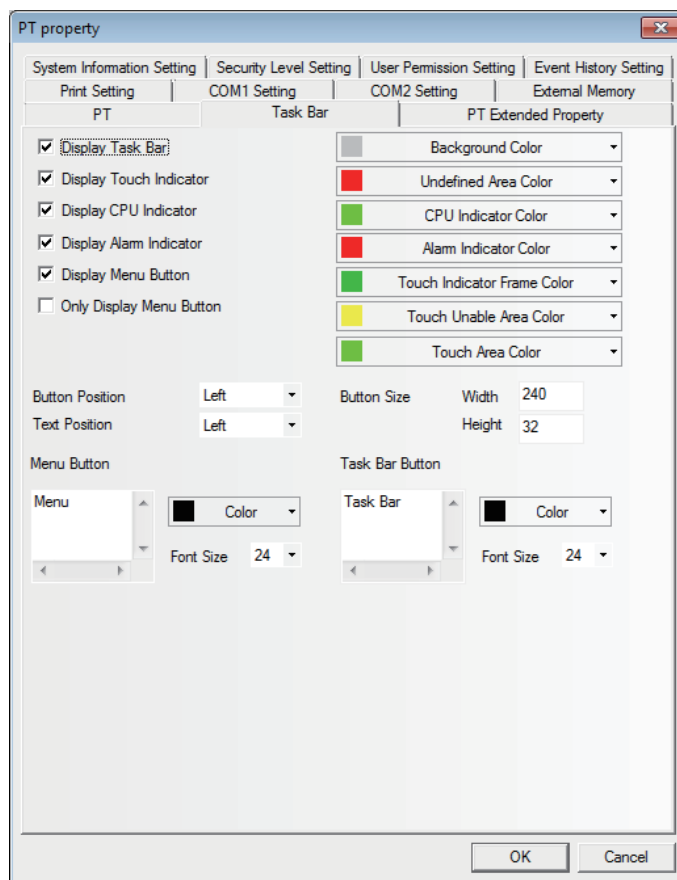 PT property
System Information Setting Security Level Setting User Permission Setting Event History Setting
Print Setting COM1 Setting COM2 Setting External Memory
PT Task Bar PT Extended Property
Display Task Bar Background Color
Display Touch Indicator Undefined Area Color
Display CPU Indicator CPU Indicator Color
Display Alarm Indicator Alarm Indicator Color
Display Menu Button Touch Indicator Frame Color
Only Display Menu Button Touch Unable Area Color
Touch Area Color
Button Position Left Button Size Width 240
Text Position Left Height 32
Menu Button Task Bar Button
Menu Color Task Bar Color
Font Size 24 Font Size 24
OK Cancel